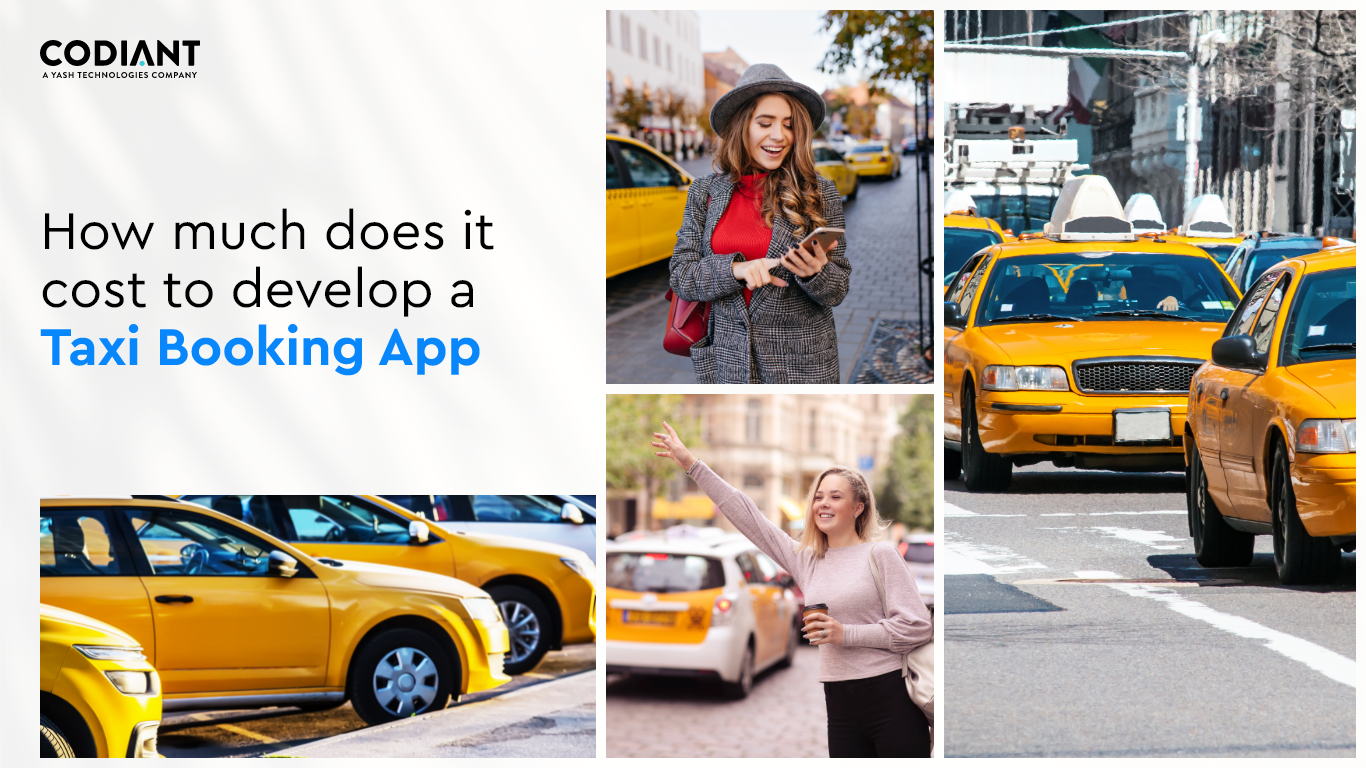 CODIANT
A YASH TECHNOLOGIES COMPANY
How much does it
cost to develop a
Taxi Booking App